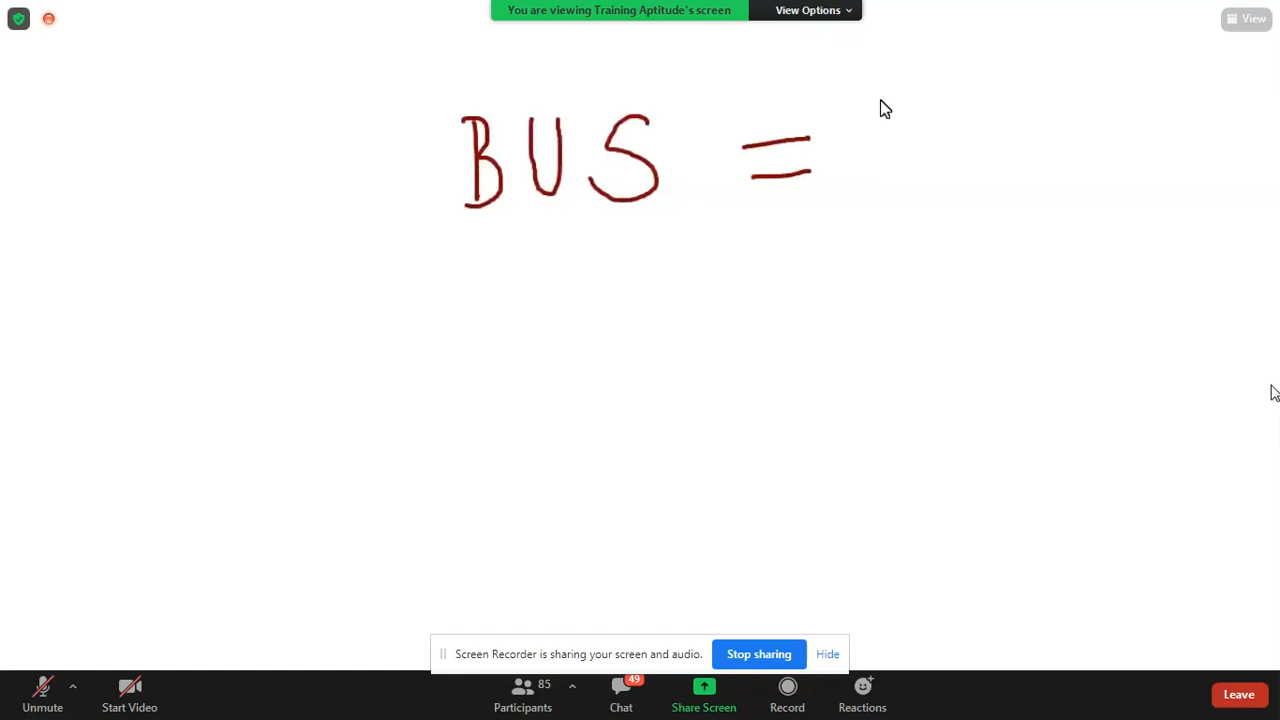 You are viewing Training Aptitude's screen View Options
View
BUS =
Screen Recorder is sharing your screen and audio. Stop sharing Hide
85 49
Unmute Start Video Participants Chat Share Screen Record Reactions Leave